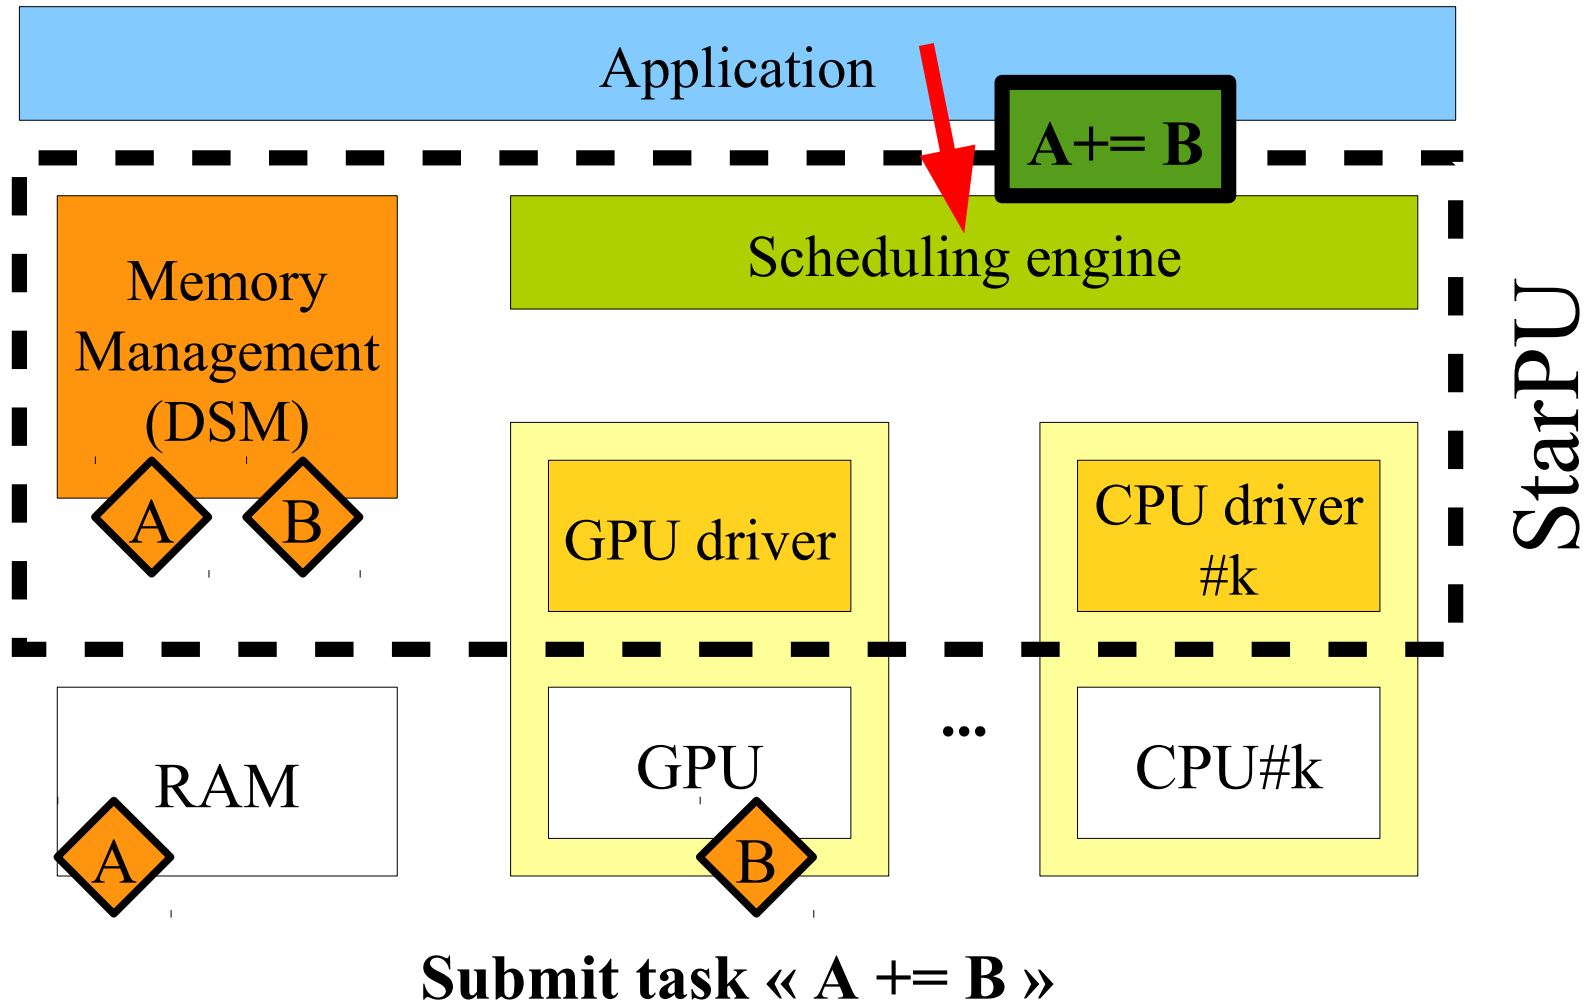 Application
A+= B
Scheduling engine
Memory
Management
(DSM)
A
B
GPU driver
CPU driver
#k
StarPU
RAM
A
GPU
B
...
CPU#k
Submit task « A += B »